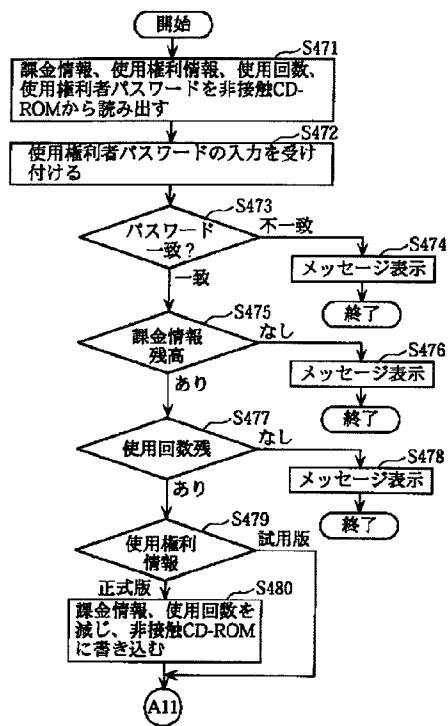 開始
S471
課金情報、使用権利情報、使用回数、
使用権利者パスワードを非接触CD-
ROMから読み出す
S472
使用権利者パスワードの入力を受け
付ける
S473
パスワード
一致?
不一致
S474
メッセージ表示
終了
一致
S475
課金情報
残高
なし
S476
メッセージ表示
終了
あり
S477
使用回数残
なし
S478
メッセージ表示
終了
あり
S479
使用権利
情報
試用版
正式版
S480
課金情報、使用回数を
減じ、非接触CD-ROM
に書き込む
A11